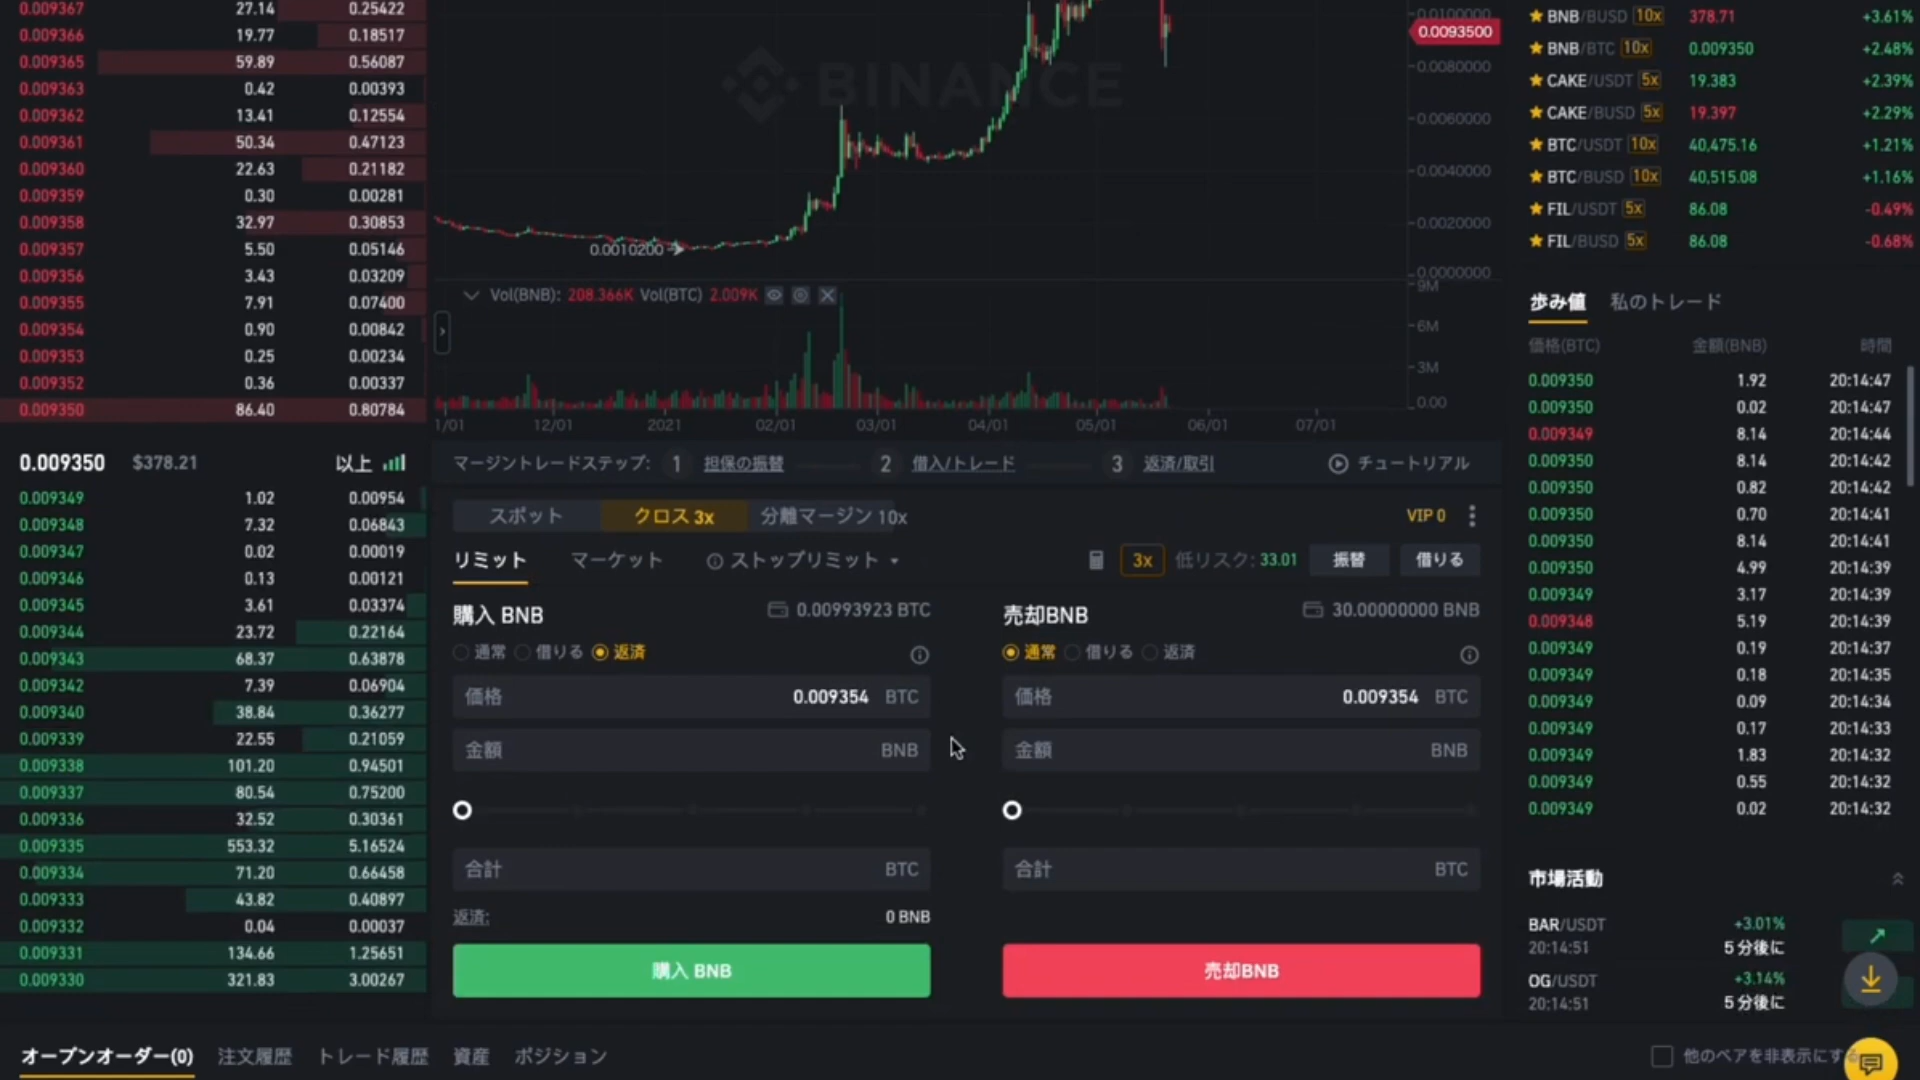 0.009367 27.14 0.25422
0.009366 19.77 0.18517
0.009365 59.89 0.56087
0.009363 0.42 0.00393
0.009362 13.41 0.12554
0.009361 50.34 0.47123
0.009360 22.63 0.21182
0.009359 0.30 0.00281
0.009358 32.97 0.30853
0.009357 5.50 0.05146
0.009356 3.43 0.03209
0.009355 7.91 0.07400
0.009354 0.90 0.00842
0.009353 0.25 0.00234
0.009352 0.36 0.00337
0.009350 86.40 0.80784
0.009350 $378.21 以上
0.009349 1.02 0.00954
0.009348 7.32 0.06843
0.009347 0.02 0.00019
0.009346 0.13 0.00121
0.009345 3.61 0.03374
0.009344 23.72 0.22164
0.009343 68.37 0.63878
0.009342 7.39 0.06904
0.009340 38.84 0.36277
0.009339 22.55 0.21059
0.009338 101.20 0.94501
0.009337 80.54 0.75200
0.009336 32.52 0.30361
0.009335 553.32 5.16524
0.009334 71.20 0.66458
0.009333 43.82 0.40897
0.009332 0.04 0.00037
0.009331 134.66 1.25651
0.009330 321.83 3.00267
BINANCE
0.0100000
0.0093500
0.0080000
0.0060000
0.0040000
0.0020000
0.0000000
0.0010200
Vol(BNB): 208.366K Vol(BTC) 2.009K
9M
6M
3M
0.00
1/01 12/01 2021 02/01 03/01 04/01 05/01 06/01 07/01
マージントレードステップ: 1 担保の振替 2 借入/トレード 3 返済/取引 チュートリアル
スポット クロス 3x 分離マージン 10x VIP 0
リミット マーケット ストップリミット 3x 低リスク: 33.01 振替 借りる
購入 BNB 0.00993923 BTC
通常 借りる 返済
価格 0.009354 BTC
金額 BNB
合計 BTC
返済: 0 BNB
購入 BNB
売却BNB 30.00000000 BNB
通常 借りる 返済
価格 0.009354 BTC
金額 BNB
合計 BTC
売却BNB
BNB/BUSD 10x 378.71 +3.61%
BNB/BTC 10x 0.009350 +2.48%
CAKE/USDT 5x 19.383 +2.39%
CAKE/BUSD 5x 19.397 +2.29%
BTC/USDT 10x 40,475.16 +1.21%
BTC/BUSD 10x 40,515.08 +1.16%
FIL/USDT 5x 86.08 -0.49%
FIL/BUSD 5x 86.08 -0.68%
歩み値 私のトレード
価格(BTC) 金額(BNB) 時間
0.009350 1.92 20:14:47
0.009350 0.02 20:14:47
0.009349 8.14 20:14:44
0.009350 8.14 20:14:42
0.009350 0.82 20:14:42
0.009350 0.70 20:14:41
0.009350 8.14 20:14:41
0.009350 4.99 20:14:39
0.009349 3.17 20:14:39
0.009348 5.19 20:14:39
0.009349 0.19 20:14:37
0.009349 0.18 20:14:35
0.009349 0.09 20:14:34
0.009349 0.17 20:14:33
0.009349 1.83 20:14:32
0.009349 0.55 20:14:32
0.009349 0.02 20:14:32
市場活動
BAR/USDT +3.01%
20:14:51 5 分後に
OG/USDT +3.14%
20:14:51 5 分後に
オープンオーダー(0) 注文履歴 トレード履歴 資産 ポジション 他のペアを非表示にする